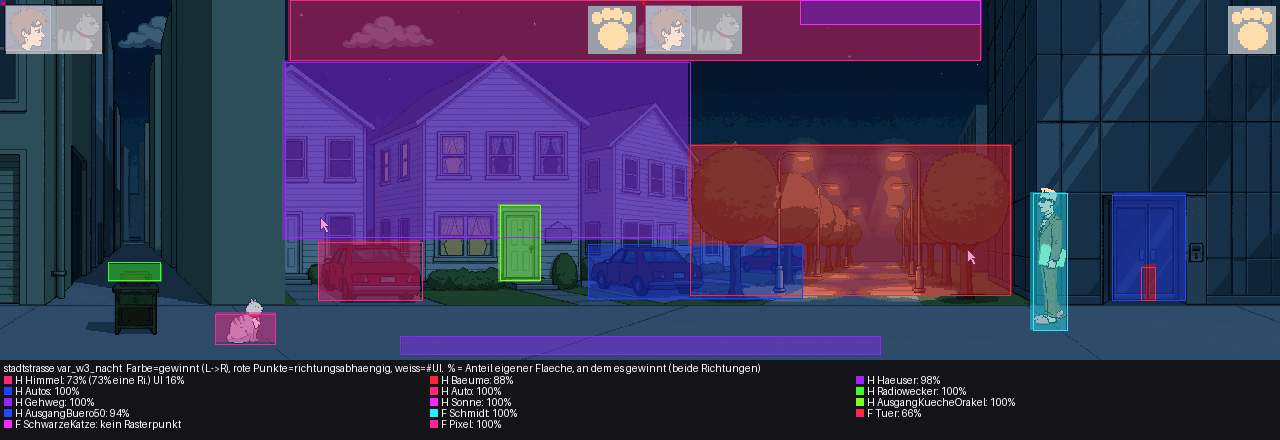 stadtstrasse var_w3_nacht Farbe=gewinnt (L->R), rote Punkte=richtungsabhaengig, weiss=#UI. % = Anteil eigener Flaeche, an dem es gewinnt (beide Richtungen)
H Himmel: 73% (73% eine Ri.) UI 16%
H Baeume: 88%
H Haeuser: 98%
H Autos: 100%
H Auto: 100%
H Radiowecker: 100%
H Gehweg: 100%
H Sonne: 100%
H AusgangKuecheOrakel: 100%
H AusgangBuero50: 94%
F Schmidt: 100%
F Tuer: 66%
F SchwarzeKatze: kein Rasterpunkt
F Pixel: 100%